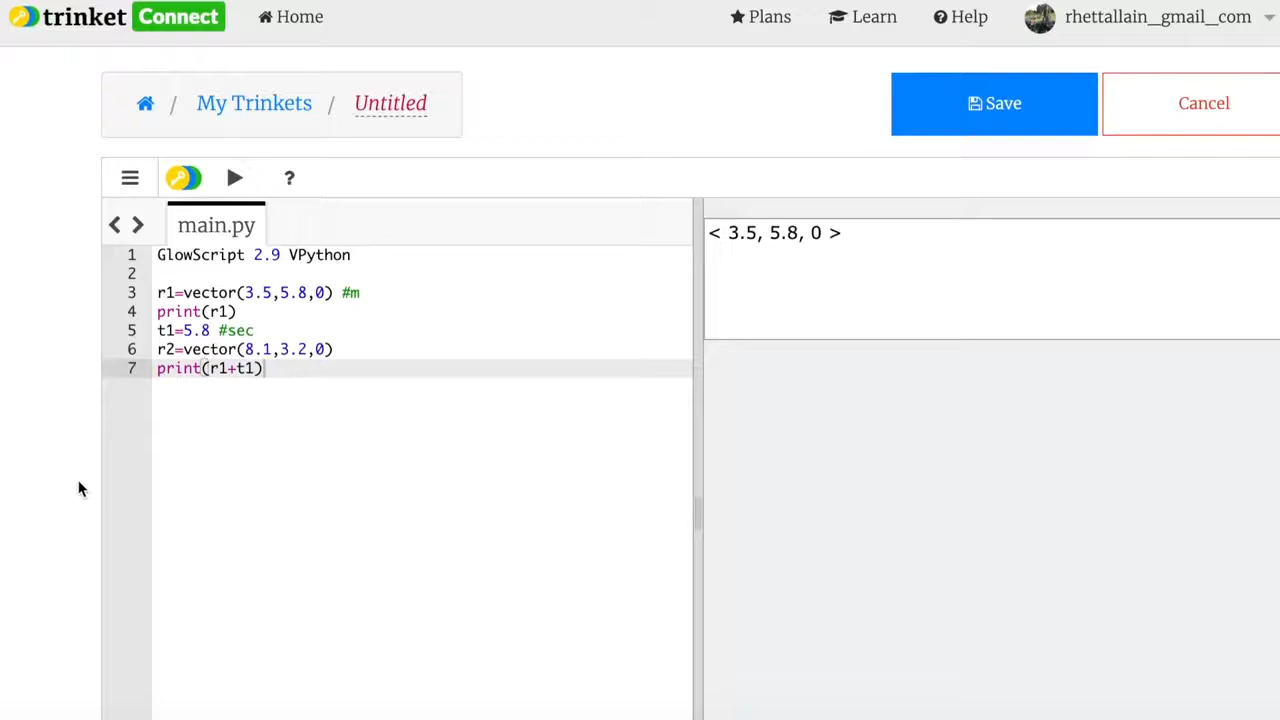 trinket Connect Home Plans Learn Help rhettallain_gmail_com
/ My Trinkets / Untitled Save Cancel
?
main.py
1 GlowScript 2.9 VPython
2
3 r1=vector(3.5,5.8,0) #m
4 print(r1)
5 t1=5.8 #sec
6 r2=vector(8.1,3.2,0)
7 print(r1+t1)
< 3.5, 5.8, 0 >